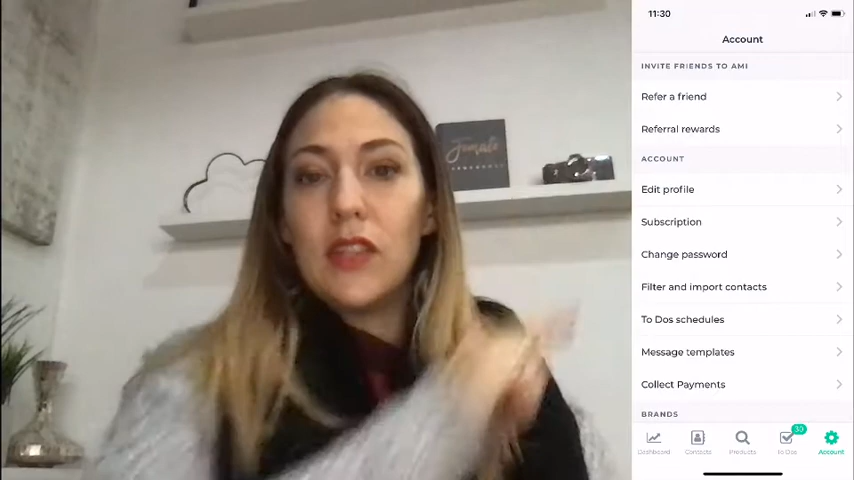 11:30
Account
INVITE FRIENDS TO AMI
Refer a friend
Referral rewards
ACCOUNT
Edit profile
Subscription
Change password
Filter and import contacts
To Dos schedules
Message templates
Collect Payments
BRANDS
30
Dashboard
Contacts
Products
To Dos
Account
female